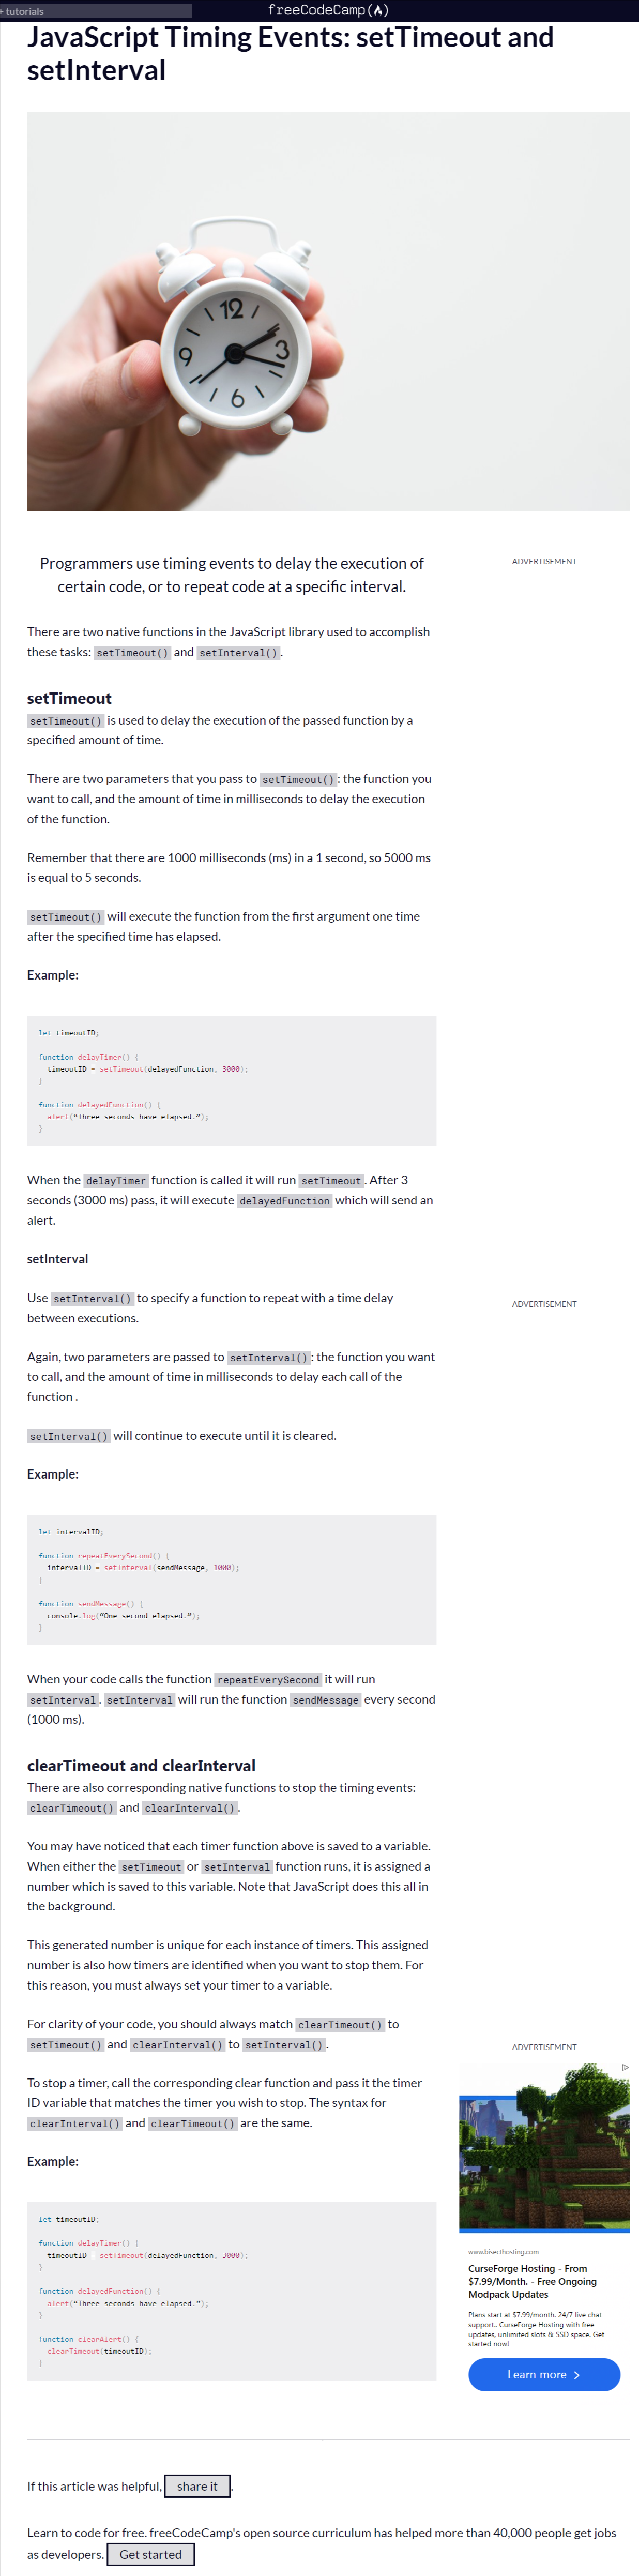 + tutorials
freeCodeCamp(🔥)
JavaScript Timing Events: setTimeout and
setInterval
12
3
6
9
Programmers use timing events to delay the execution of
certain code, or to repeat code at a specific interval.
ADVERTISEMENT
There are two native functions in the JavaScript library used to accomplish
these tasks: setTimeout() and setInterval().
setTimeout
setTimeout() is used to delay the execution of the passed function by a
specified amount of time.
There are two parameters that you pass to setTimeout(): the function you
want to call, and the amount of time in milliseconds to delay the execution
of the function.
Remember that there are 1000 milliseconds (ms) in a 1 second, so 5000 ms
is equal to 5 seconds.
setTimeout() will execute the function from the first argument one time
after the specified time has elapsed.
Example:
let timeoutID;
function delayTimer() {
timeoutID = setTimeout(delayedFunction, 3000);
}
function delayedFunction() {
alert(“Three seconds have elapsed.”);
}
When the delayTimer function is called it will run setTimeout. After 3
seconds (3000 ms) pass, it will execute delayedFunction which will send an
alert.
setInterval
Use setInterval() to specify a function to repeat with a time delay
between executions.
ADVERTISEMENT
Again, two parameters are passed to setInterval(): the function you want
to call, and the amount of time in milliseconds to delay each call of the
function .
setInterval() will continue to execute until it is cleared.
Example:
let intervalID;
function repeatEverySecond() {
intervalID = setInterval(sendMessage, 1000);
}
function sendMessage() {
console.log(“One second elapsed.”);
}
When your code calls the function repeatEverySecond it will run
setInterval. setInterval will run the function sendMessage every second
(1000 ms).
clearTimeout and clearInterval
There are also corresponding native functions to stop the timing events:
clearTimeout() and clearInterval().
You may have noticed that each timer function above is saved to a variable.
When either the setTimeout or setInterval function runs, it is assigned a
number which is saved to this variable. Note that JavaScript does this all in
the background.
This generated number is unique for each instance of timers. This assigned
number is also how timers are identified when you want to stop them. For
this reason, you must always set your timer to a variable.
For clarity of your code, you should always match clearTimeout() to
setTimeout() and clearInterval() to setInterval().
To stop a timer, call the corresponding clear function and pass it the timer
ID variable that matches the timer you wish to stop. The syntax for
clearInterval() and clearTimeout() are the same.
Example:
let timeoutID;
function delayTimer() {
timeoutID = setTimeout(delayedFunction, 3000);
}
function delayedFunction() {
alert(“Three seconds have elapsed.”);
}
function clearAlert() {
clearTimeout(timeoutID);
}
ADVERTISEMENT
www.bisecthosting.com
CurseForge Hosting - From
$7.99/Month. - Free Ongoing
Modpack Updates
Plans start at $7.99/month. 24/7 live chat
support.. CurseForge Hosting with free
updates, unlimited slots & SSD space. Get
started now!
Learn more >
If this article was helpful, share it.
Learn to code for free. freeCodeCamp's open source curriculum has helped more than 40,000 people get jobs
as developers. Get started